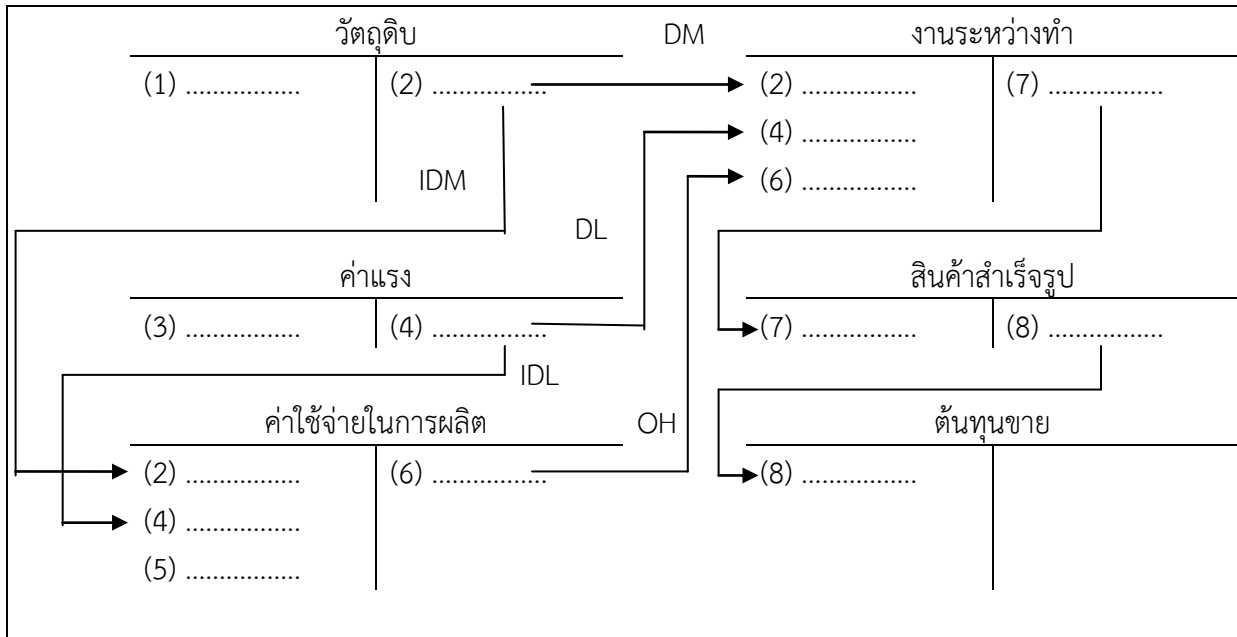 วัตถุดิบ DM งานระหว่างทำ
(1) ................. (2) ................. (2) ................. (7) .................
(4) .................
IDM (6) .................
DL
ค่าแรง สินค้าสำเร็จรูป
(3) ................. (4) ................. (7) ................. (8) .................
IDL
ค่าใช้จ่ายในการผลิต OH ต้นทุนขาย
(2) ................. (6) ................. (8) .................
(4) .................
(5) .................